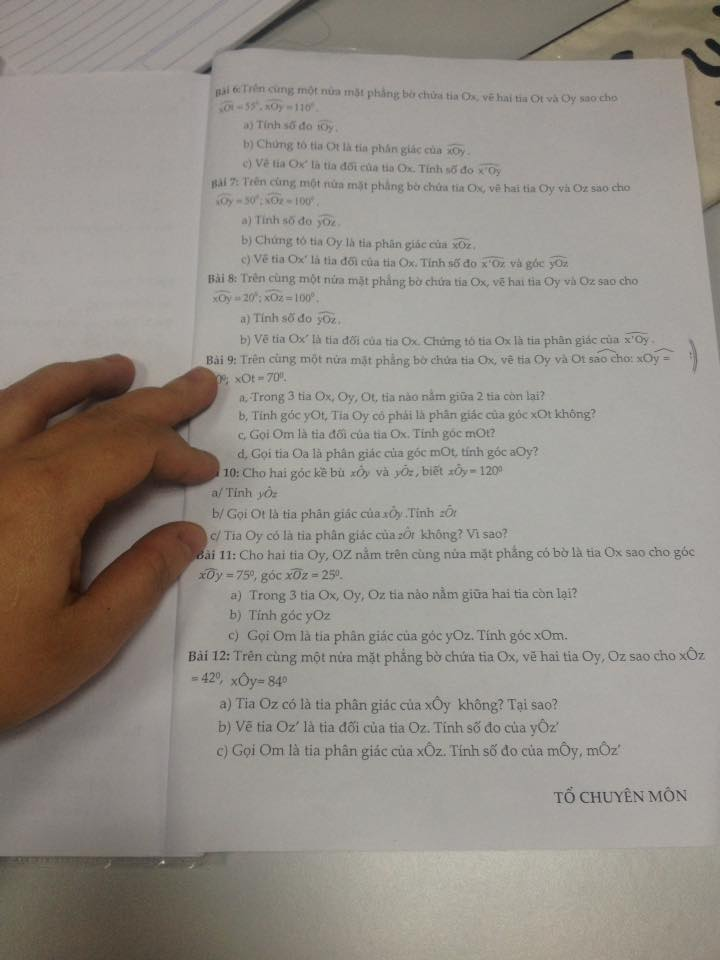 Bài 6: Trên cùng một nửa mặt phẳng bờ chứa tia Ox, vẽ hai tia Ot và Oy sao cho
xOt = 55⁰, xOy = 110⁰.
a) Tính số đo tOy.
b) Chứng tỏ tia Ot là tia phân giác của xOy.
c) Vẽ tia Ox' là tia đối của tia Ox. Tính số đo x'Oy
Bài 7: Trên cùng một nửa mặt phẳng bờ chứa tia Ox, vẽ hai tia Oy và Oz sao cho
xOy = 50⁰; xOz = 100⁰.
a) Tính số đo yOz.
b) Chứng tỏ tia Oy là tia phân giác của xOz.
c) Vẽ tia Ox' là tia đối của tia Ox. Tính số đo x'Oz và góc yOz
Bài 8: Trên cùng một nửa mặt phẳng bờ chứa tia Ox, vẽ hai tia Oy và Oz sao cho
xOy = 20⁰; xOz = 100⁰.
a) Tính số đo yOz.
b) Vẽ tia Ox' là tia đối của tia Ox. Chứng tỏ tia Ox là tia phân giác của x'Oy.
Bài 9: Trên cùng một nửa mặt phẳng bờ chứa tia Ox, vẽ tia Oy và Ot sao cho: xOy =
0⁰; xOt = 70⁰.
a, Trong 3 tia Ox, Oy, Ot, tia nào nằm giữa 2 tia còn lại?
b, Tính góc yOt, Tia Oy có phải là phân giác của góc xOt không?
c, Gọi Om là tia đối của tia Ox. Tính góc mOt?
d, Gọi tia Oa là phân giác của góc mOt, tính góc aOy?
10: Cho hai góc kề bù xÔy và yÔz, biết xÔy = 120⁰
a/ Tính yÔz
b/ Gọi Ot là tia phân giác của xÔy .Tính zÔt
c/ Tia Oy có là tia phân giác của zÔt không? Vì sao?
Bài 11: Cho hai tia Oy, OZ nằm trên cùng nửa mặt phẳng có bờ là tia Ox sao cho góc
xOy = 75⁰, góc xOz = 25⁰.
a) Trong 3 tia Ox, Oy, Oz tia nào nằm giữa hai tia còn lại?
b) Tính góc yOz
c) Gọi Om là tia phân giác của góc yOz. Tính góc xOm.
Bài 12: Trên cùng một nửa mặt phẳng bờ chứa tia Ox, vẽ hai tia Oy, Oz sao cho xÔz
= 42⁰, xÔy= 84⁰
a) Tia Oz có là tia phân giác của xÔy không? Tại sao?
b) Vẽ tia Oz' là tia đối của tia Oz. Tính số đo của yÔz'
c) Gọi Om là tia phân giác của xÔz. Tính số đo của mÔy, mÔz'
TỔ CHUYÊN MÔN